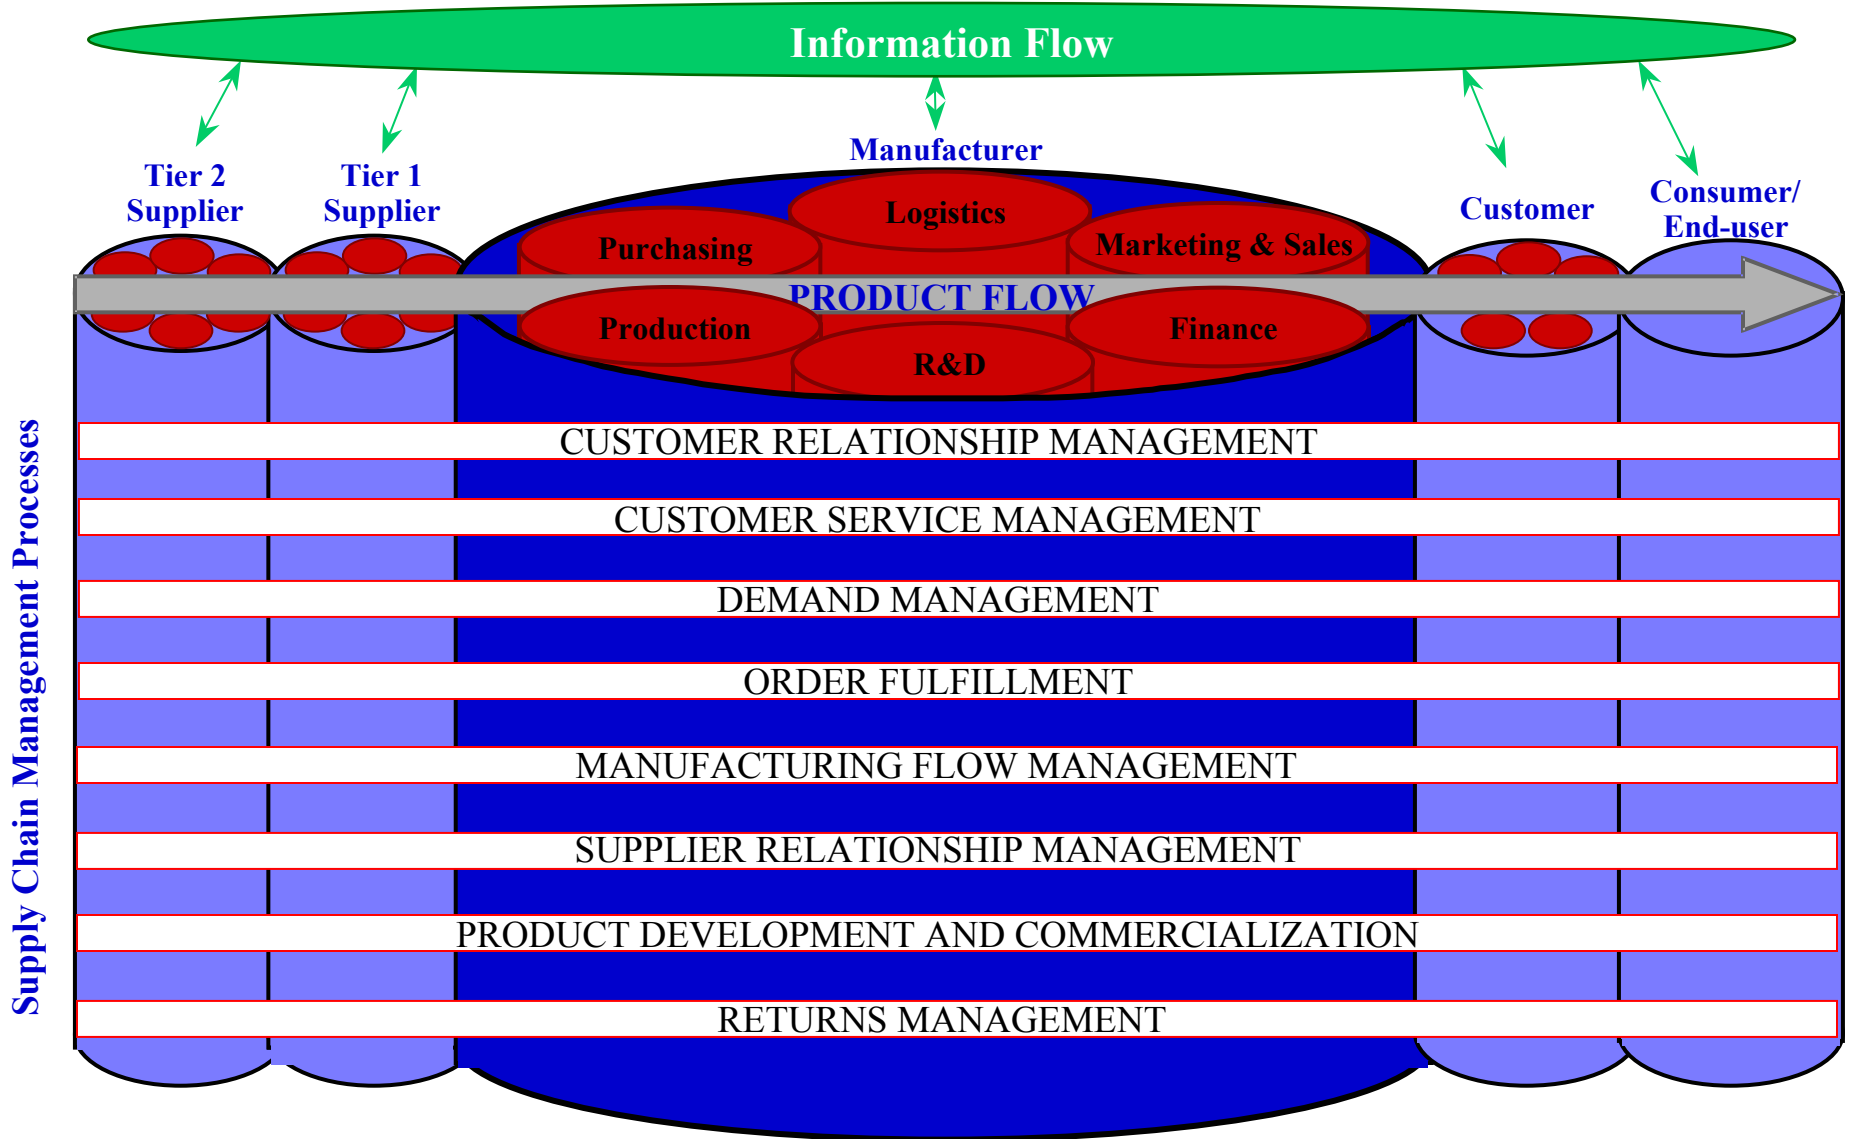 Information Flow
Manufacturer
Tier 2
Supplier
Tier 1
Supplier
Customer
Consumer/
End-user
Logistics
Purchasing
Marketing & Sales
PRODUCT FLOW
Production
Finance
R&D
Supply Chain Management Processes
CUSTOMER RELATIONSHIP MANAGEMENT
CUSTOMER SERVICE MANAGEMENT
DEMAND MANAGEMENT
ORDER FULFILLMENT
MANUFACTURING FLOW MANAGEMENT
SUPPLIER RELATIONSHIP MANAGEMENT
PRODUCT DEVELOPMENT AND COMMERCIALIZATION
RETURNS MANAGEMENT